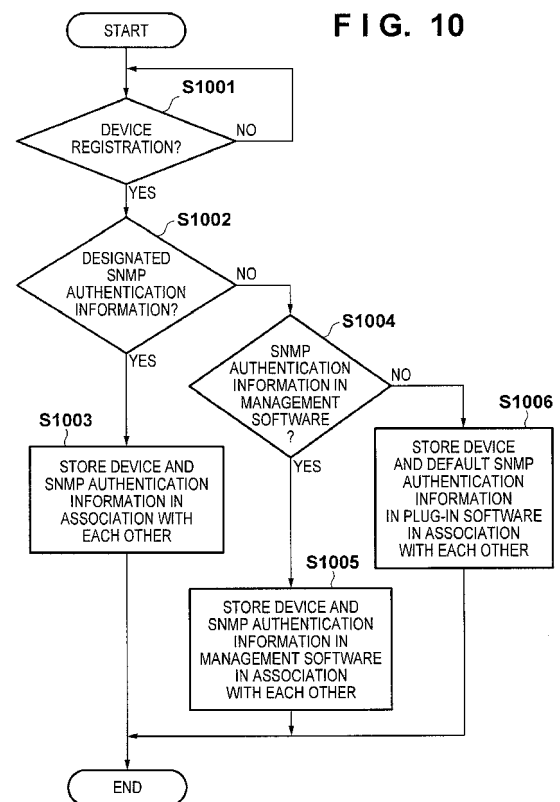 FIG. 10
START
S1001
DEVICE
REGISTRATION?
NO
YES
S1002
DESIGNATED
SNMP
AUTHENTICATION
INFORMATION?
NO
YES
S1004
SNMP
AUTHENTICATION
INFORMATION IN
MANAGEMENT
SOFTWARE
?
NO
YES
S1003
STORE DEVICE AND
SNMP AUTHENTICATION
INFORMATION IN
ASSOCIATION WITH
EACH OTHER
S1006
STORE DEVICE
AND DEFAULT SNMP
AUTHENTICATION
INFORMATION
IN PLUG-IN SOFTWARE
IN ASSOCIATION
WITH EACH OTHER
S1005
STORE DEVICE AND
SNMP AUTHENTICATION
INFORMATION IN
MANAGEMENT SOFTWARE
IN ASSOCIATION
WITH EACH OTHER
END